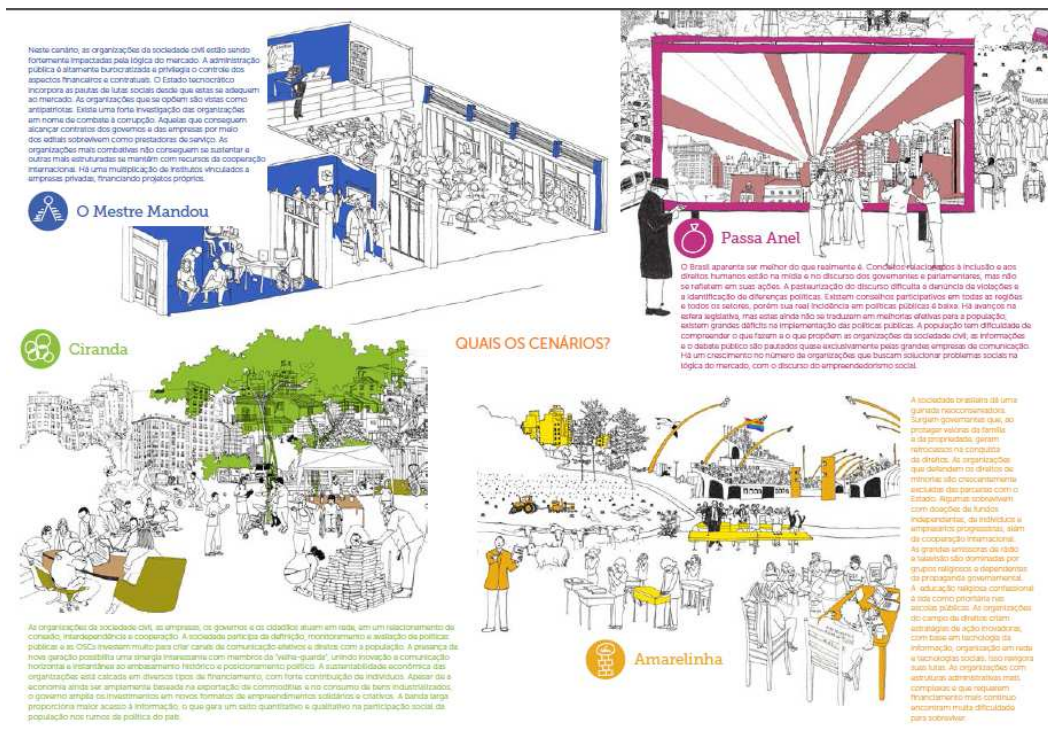 Neste cenário, as organizações da sociedade civil estão sendo
fortemente impactadas pela lógica do mercado. A administração
pública é altamente burocratizada e privilegia o controle dos
aspectos financeiros e contratuais. O Estado tecnocrático
incorpora as pautas de lutas sociais desde que estas se adequem
ao mercado. As organizações que se opõem são vistas como
antipatriotas. Existe uma forte investigação das organizações
em nome de combate à corrupção. Aquelas que conseguem
alcançar contratos dos governos e das empresas por meio
dos editais sobrevivem como prestadoras de serviço. As
organizações mais combativas não conseguem se sustentar e
outras mais estruturadas se mantêm com recursos da cooperação
internacional. Há uma multiplicação de institutos vinculados a
empresas privadas, financiando projetos próprios.
O Mestre Mandou
Passa Anel
O Brasil aparenta ser melhor do que realmente é. Conceitos relacionados à inclusão e aos
direitos humanos estão na mídia e no discurso dos governantes e parlamentares, mas não
se refletem em suas ações. A pasteurização do discurso dificulta a denúncia de violações e
a identificação de diferenças políticas. Existem conselhos participativos em todas as regiões
e todos os setores, porém sua real incidência em políticas públicas é baixa. Há avanços na
esfera legislativa, mas estes ainda não se traduzem em melhorias efetivas para a população,
existem grandes déficits na implementação das políticas públicas. A população tem dificuldade de
compreender o que fazem e o que propõem as organizações da sociedade civil, as informações
e o debate público são pautados quase exclusivamente pelas grandes empresas de comunicação.
Há um crescimento no número de organizações que buscam solucionar problemas sociais na
lógica do mercado, com o discurso do empreendedorismo social.
QUAIS OS CENÁRIOS?
Ciranda
As organizações da sociedade civil, as empresas, os governos e os cidadãos atuam em rede, em um relacionamento de
conexão, interdependência e cooperação. A sociedade participa da definição, monitoramento e avaliação de políticas
públicas e as OSCs investem muito para criar canais de comunicação efetivos e diretos com a população. A presença da
nova geração possibilita uma sinergia interessante com membros da "velha-guarda", unindo inovação e comunicação
horizontal e instantânea ao embasamento histórico e posicionamento político. A sustentabilidade econômica das
organizações está calcada em diversos tipos de financiamento, com forte contribuição de indivíduos. Apesar de a
economia ainda ser amplamente baseada na exportação de commodities e no consumo de bens industrializados,
o governo amplia os investimentos em novos formatos de empreendimentos solidários e criativos. A banda larga
proporciona maior acesso à informação, o que gera um salto quantitativo e qualitativo na participação social da
população nos rumos da política do país.
Amarelinha
A sociedade brasileira dá uma
guinada neoconservadora.
Surgem governantes que, ao
proteger valores da família
e da propriedade, geram
retrocessos na conquista
de direitos. As organizações
que defendem os direitos de
minorias são crescentemente
excluídas das parcerias com o
Estado. Algumas sobrevivem
com doações de fundos
independentes, de indivíduos e
empresários progressistas, além
da cooperação internacional.
As grandes emissoras de rádio
e televisão são dominadas por
grupos religiosos e dependentes
da propaganda governamental.
A educação religiosa confessional
é tida como prioritária nas
escolas públicas. As organizações
do campo de direitos criam
estratégias de ação inovadoras,
com base em tecnologia da
informação, organização em rede
e tecnologias sociais. Isso revigora
suas lutas. As organizações com
estruturas administrativas mais
complexas e que requerem
financiamento mais contínuo
encontram muita dificuldade
para sobreviver.